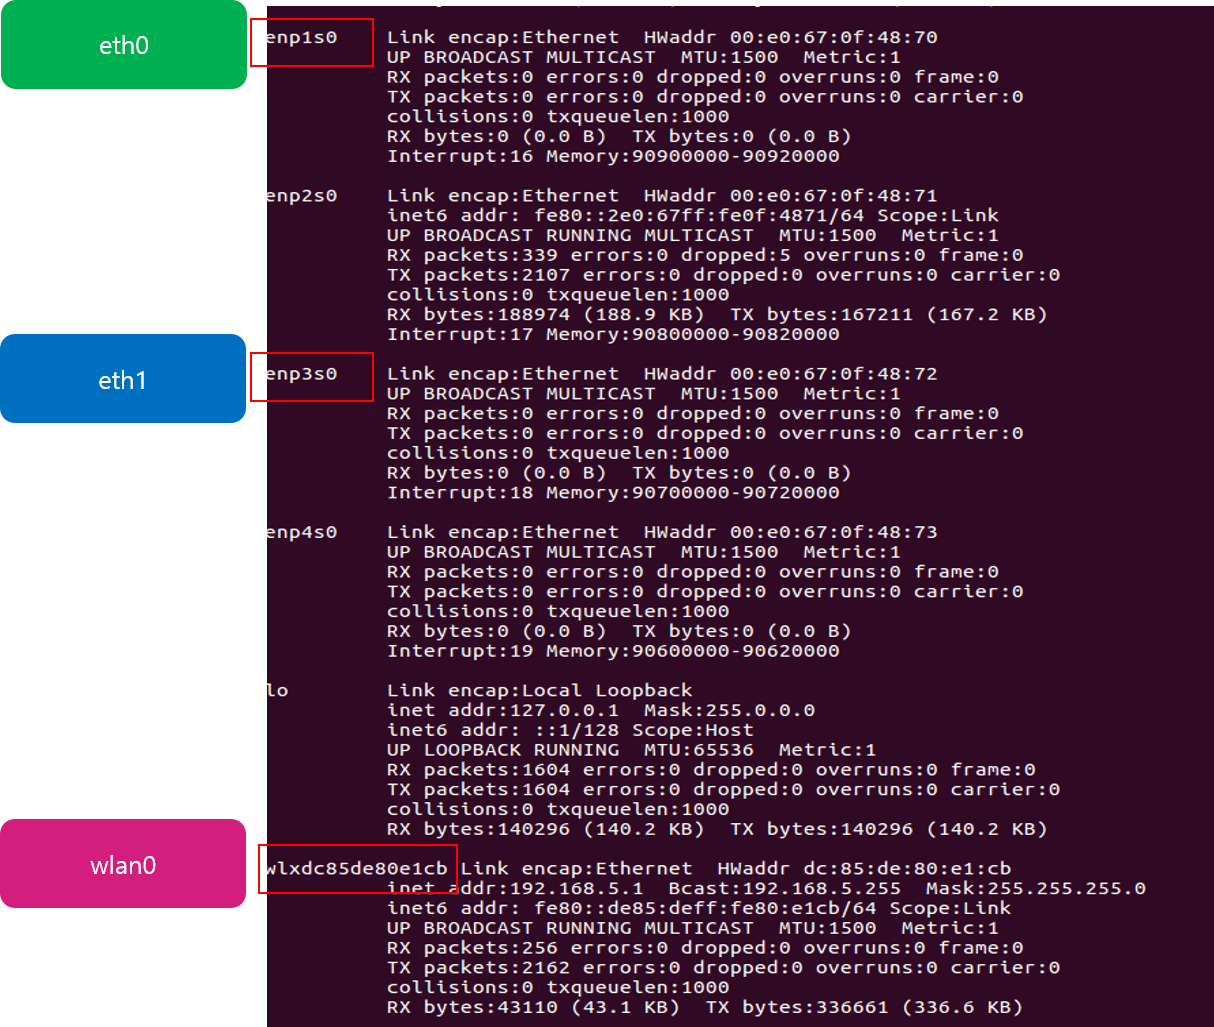 eth0
enp1s0 Link encap:Ethernet HWaddr 00:e0:67:0f:48:70
UP BROADCAST MULTICAST MTU:1500 Metric:1
RX packets:0 errors:0 dropped:0 overruns:0 frame:0
TX packets:0 errors:0 dropped:0 overruns:0 carrier:0
collisions:0 txqueuelen:1000
RX bytes:0 (0.0 B) TX bytes:0 (0.0 B)
Interrupt:16 Memory:90900000-90920000
enp2s0 Link encap:Ethernet HWaddr 00:e0:67:0f:48:71
inet6 addr: fe80::2e0:67ff:fe0f:4871/64 Scope:Link
UP BROADCAST RUNNING MULTICAST MTU:1500 Metric:1
RX packets:339 errors:0 dropped:5 overruns:0 frame:0
TX packets:2107 errors:0 dropped:0 overruns:0 carrier:0
collisions:0 txqueuelen:1000
RX bytes:188974 (188.9 KB) TX bytes:167211 (167.2 KB)
Interrupt:17 Memory:90800000-90820000
eth1
enp3s0 Link encap:Ethernet HWaddr 00:e0:67:0f:48:72
UP BROADCAST MULTICAST MTU:1500 Metric:1
RX packets:0 errors:0 dropped:0 overruns:0 frame:0
TX packets:0 errors:0 dropped:0 overruns:0 carrier:0
collisions:0 txqueuelen:1000
RX bytes:0 (0.0 B) TX bytes:0 (0.0 B)
Interrupt:18 Memory:90700000-90720000
enp4s0 Link encap:Ethernet HWaddr 00:e0:67:0f:48:73
UP BROADCAST MULTICAST MTU:1500 Metric:1
RX packets:0 errors:0 dropped:0 overruns:0 frame:0
TX packets:0 errors:0 dropped:0 overruns:0 carrier:0
collisions:0 txqueuelen:1000
RX bytes:0 (0.0 B) TX bytes:0 (0.0 B)
Interrupt:19 Memory:90600000-90620000
lo Link encap:Local Loopback
inet addr:127.0.0.1 Mask:255.0.0.0
inet6 addr: ::1/128 Scope:Host
UP LOOPBACK RUNNING MTU:65536 Metric:1
RX packets:1604 errors:0 dropped:0 overruns:0 frame:0
TX packets:1604 errors:0 dropped:0 overruns:0 carrier:0
collisions:0 txqueuelen:1000
RX bytes:140296 (140.2 KB) TX bytes:140296 (140.2 KB)
wlan0
wlxdc85de80e1cb Link encap:Ethernet HWaddr dc:85:de:80:e1:cb
inet addr:192.168.5.1 Bcast:192.168.5.255 Mask:255.255.255.0
inet6 addr: fe80::de85:deff:fe80:e1cb/64 Scope:Link
UP BROADCAST RUNNING MULTICAST MTU:1500 Metric:1
RX packets:256 errors:0 dropped:0 overruns:0 frame:0
TX packets:2162 errors:0 dropped:0 overruns:0 carrier:0
collisions:0 txqueuelen:1000
RX bytes:43110 (43.1 KB) TX bytes:336661 (336.6 KB)